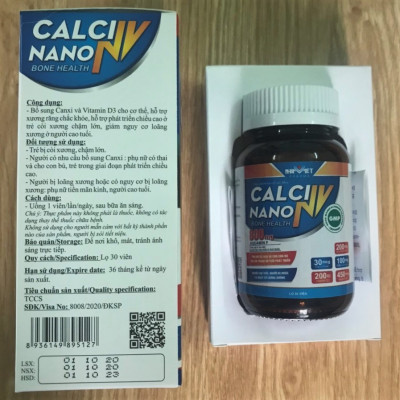 CALCI
NANO NV
BONE HEALTH
Công dụng:
- Bổ sung Canxi và Vitamin D3 cho cơ thể, hỗ trợ
xương răng chắc khỏe, hỗ trợ phát triển chiều cao ở
trẻ còi xương chậm lớn, giảm nguy cơ loãng
xương ở người cao tuổi.
Đối tượng sử dụng:
- Trẻ bị còi xương, chậm lớn.
- Người có nhu cầu bổ sung Canxi : phụ nữ có thai
và cho con bú, trẻ trong giai đoạn phát triển chiều
cao.
- Người bị loãng xương hoặc có nguy cơ bị loãng
xương: phụ nữ tiền mãn kinh, người cao tuổi.
Cách dùng:
- Uống 1 viên/lần/ngày, sau bữa ăn sáng.
Chú ý: Thực phẩm này không phải là thuốc, không có tác
dụng thay thế thuốc chữa bệnh.
Không sử dụng cho người mẫn cảm với bất kỳ thành phần
nào của sản phẩm, người bị sỏi tiết niệu.
Bảo quản/Storage: Để nơi khô, mát, tránh ánh
sáng trực tiếp.
Quy cách/Specification: Lọ 30 viên
Hạn sử dụng/Expire date: 36 tháng kể từ ngày
sản xuất.
Tiêu chuẩn sản xuất/Quality specification:
TCCS
SĐK/Visa No: 8008/2020/ĐKSP
8 936149 895127
LSX: 01 10 20
NSX: 01 10 20
HSD: 01 10 23
CALCI
NANO NV
BONE HEALTH
GMP
200
30
100
200
450